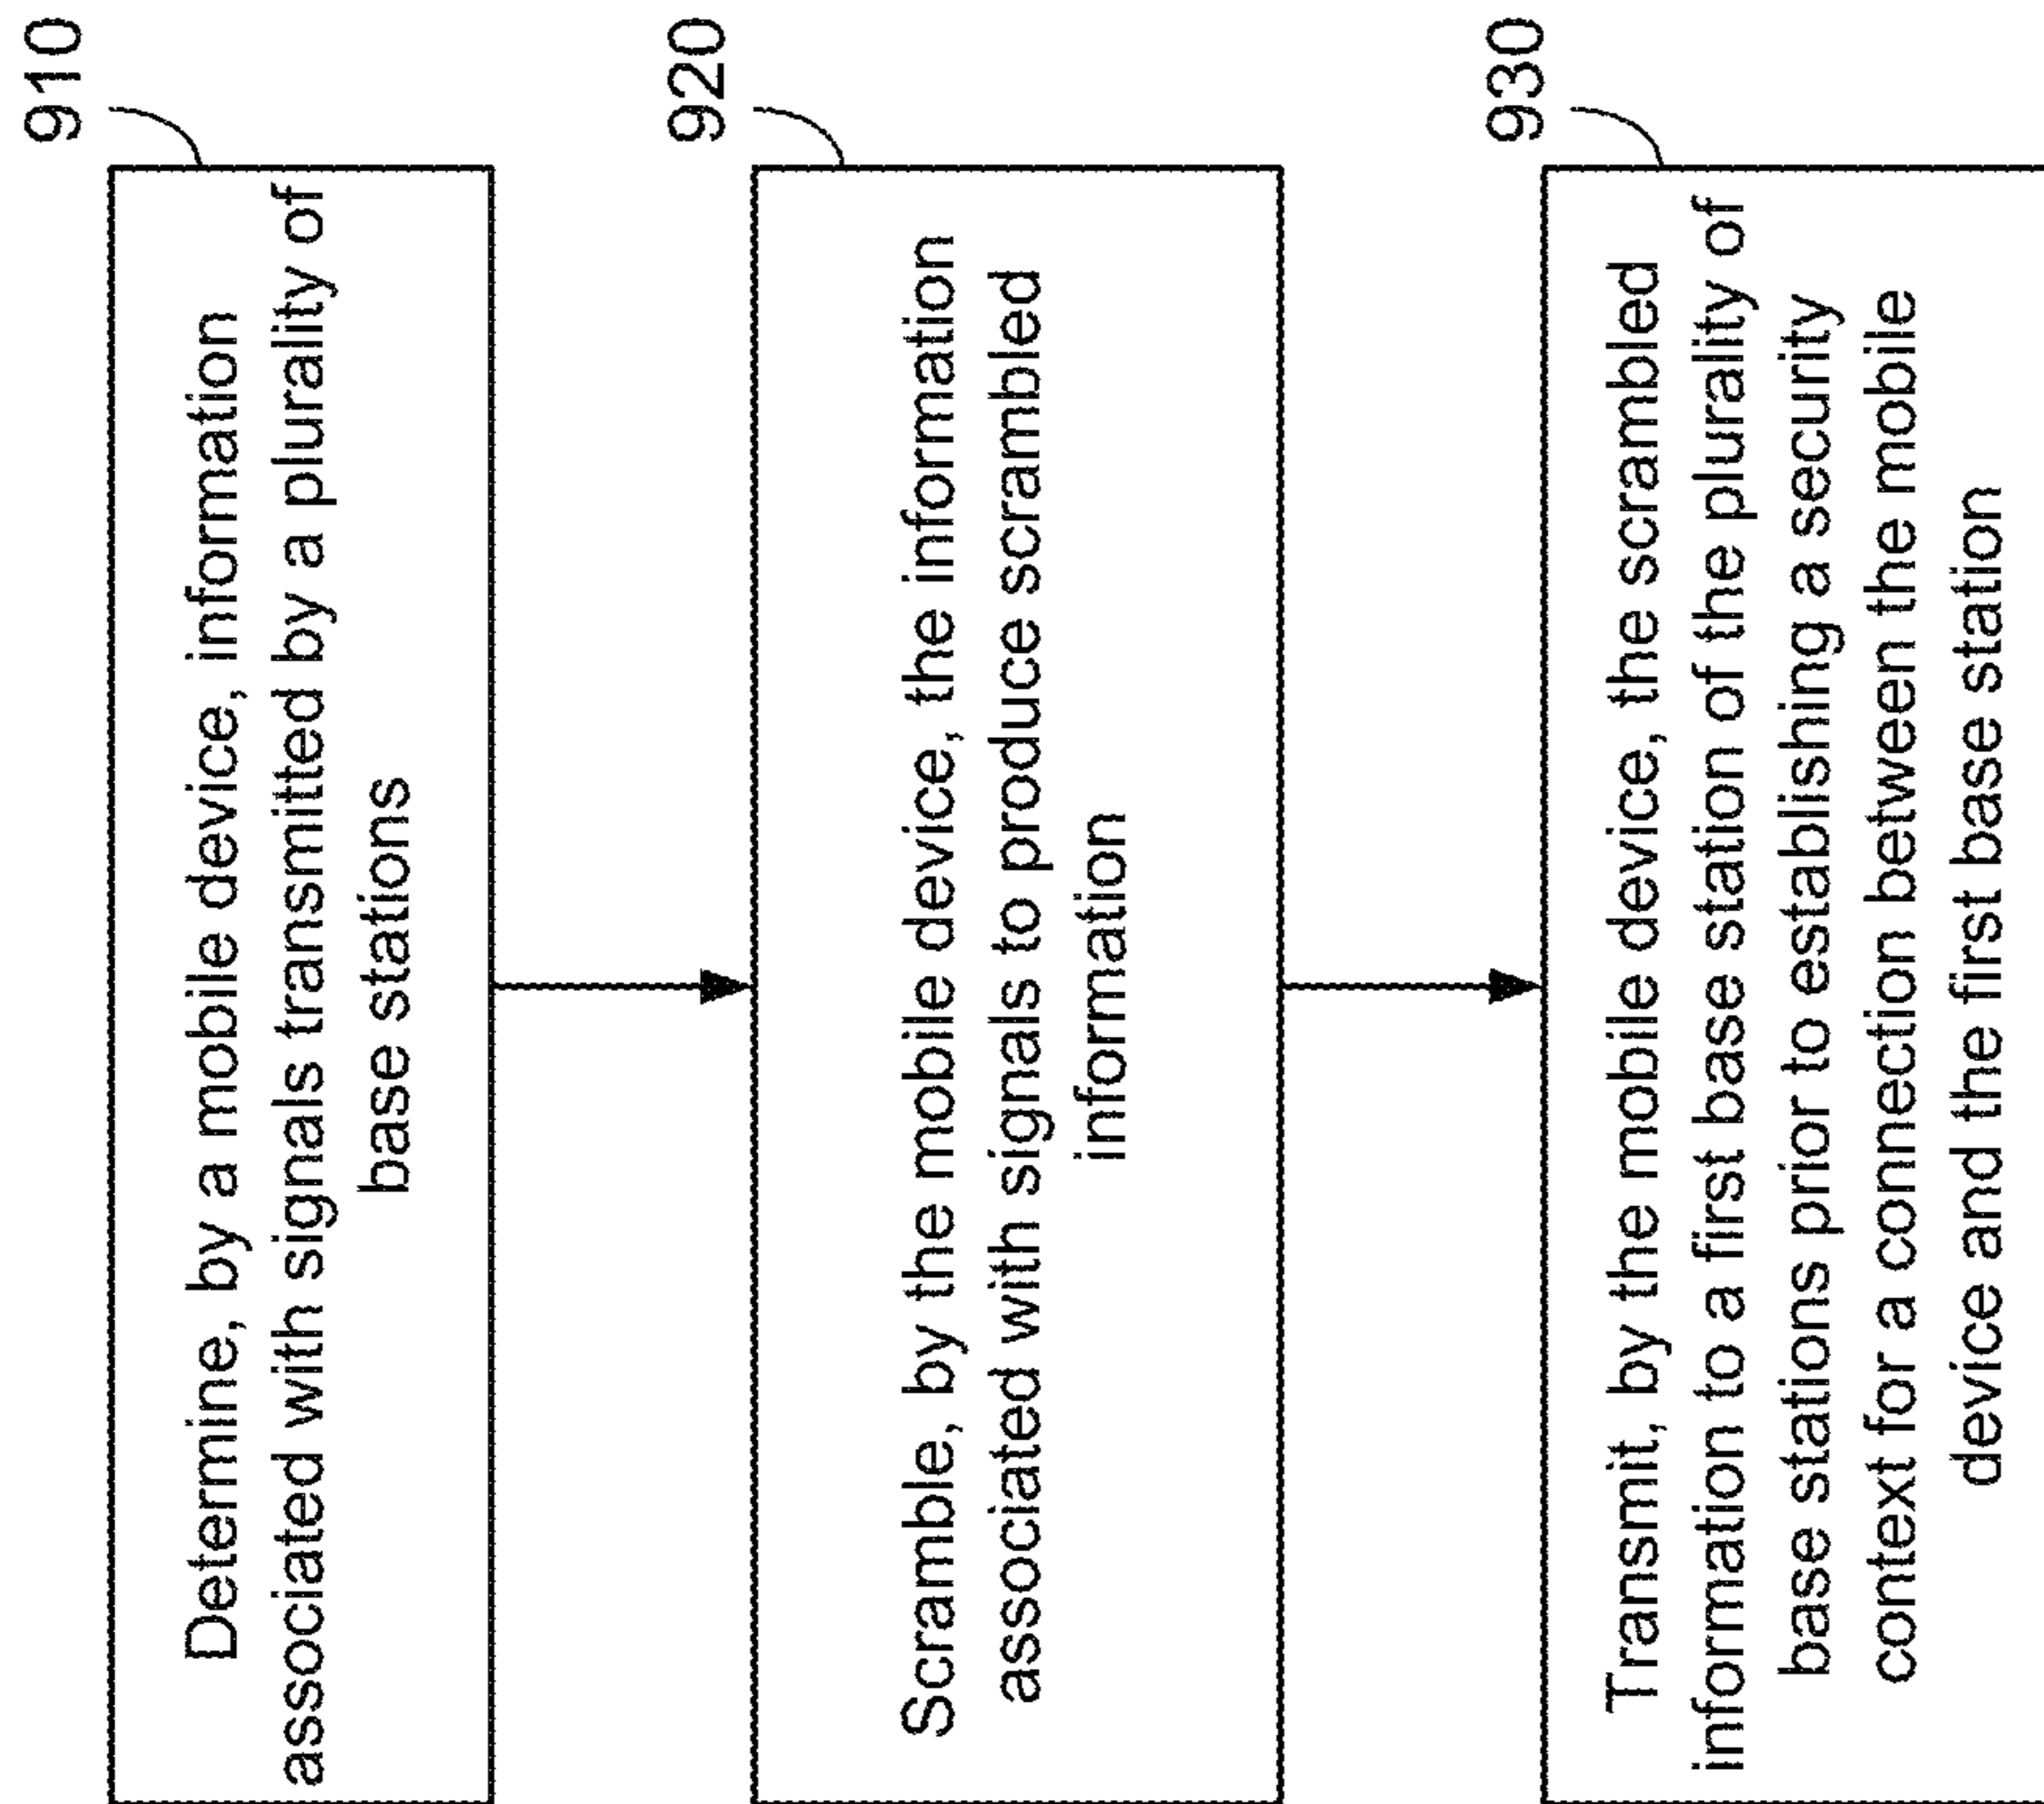 910
Determine, by a mobile device, information
associated with signals transmitted by a plurality of
base stations
920
Scramble, by the mobile device, the information
associated with signals to produce scrambled
information
930
Transmit, by the mobile device, the scrambled
information to a first base station of the plurality of
base stations prior to establishing a security
context for a connection between the mobile
device and the first base station